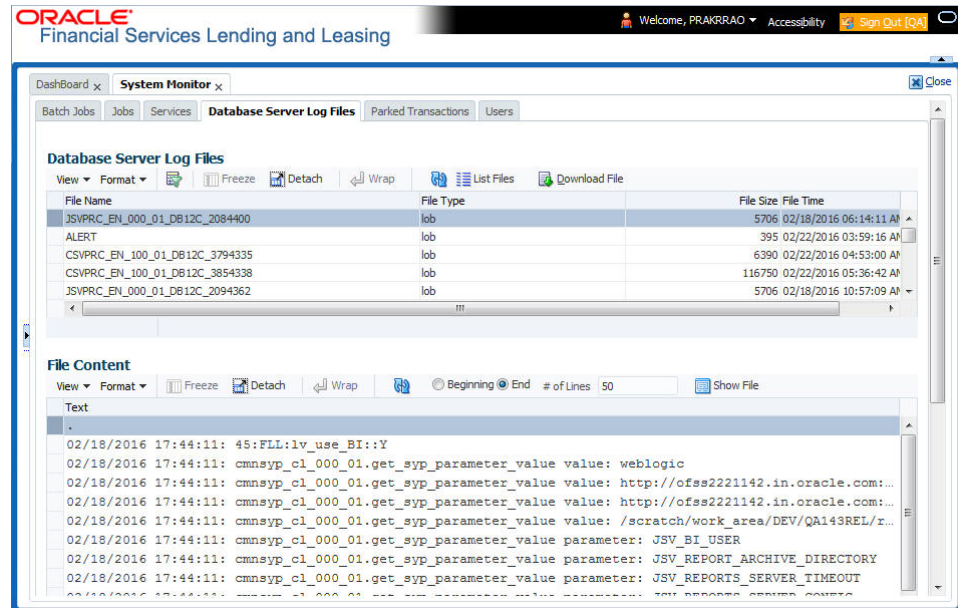 ORACLE
Financial Services Lending and Leasing
Welcome, PRAKRRAO Accessibility Sign Out [QA]
DashBoard x System Monitor x Close
Batch Jobs Jobs Services Database Server Log Files Parked Transactions Users
Database Server Log Files
View Format Freeze Detach Wrap List Files Download File
File Name File Type File Size File Time
JSVPRC_EN_000_01_DB12C_2084400 lob 5706 02/18/2016 06:14:11 AM
ALERT lob 395 02/22/2016 03:59:16 AM
CSVPRC_EN_100_01_DB12C_3794335 lob 6390 02/22/2016 04:53:00 AM
CSVPRC_EN_100_01_DB12C_3854338 lob 116750 02/22/2016 05:36:42 AM
JSVPRC_EN_000_01_DB12C_2094362 lob 5706 02/18/2016 10:57:09 AM
File Content
View Format Freeze Detach Wrap Beginning End # of Lines 50 Show File
Text
.
02/18/2016 17:44:11: 45:FLL:lv_use_BI::Y
02/18/2016 17:44:11: cmnsyp_cl_000_01.get_syp_parameter_value value: weblogic
02/18/2016 17:44:11: cmnsyp_cl_000_01.get_syp_parameter_value value: http://ofss2221142.in.oracle.com:...
02/18/2016 17:44:11: cmnsyp_cl_000_01.get_syp_parameter_value value: http://ofss2221142.in.oracle.com:...
02/18/2016 17:44:11: cmnsyp_cl_000_01.get_syp_parameter_value value: /scratch/work_area/DEV/QA143REL/r...
02/18/2016 17:44:11: cmnsyp_cl_000_01.get_syp_parameter_value parameter: JSV_BI_USER
02/18/2016 17:44:11: cmnsyp_cl_000_01.get_syp_parameter_value parameter: JSV_REPORT_ARCHIVE_DIRECTORY
02/18/2016 17:44:11: cmnsyp_cl_000_01.get_syp_parameter_value parameter: JSV_REPORTS_SERVER_TIMEOUT